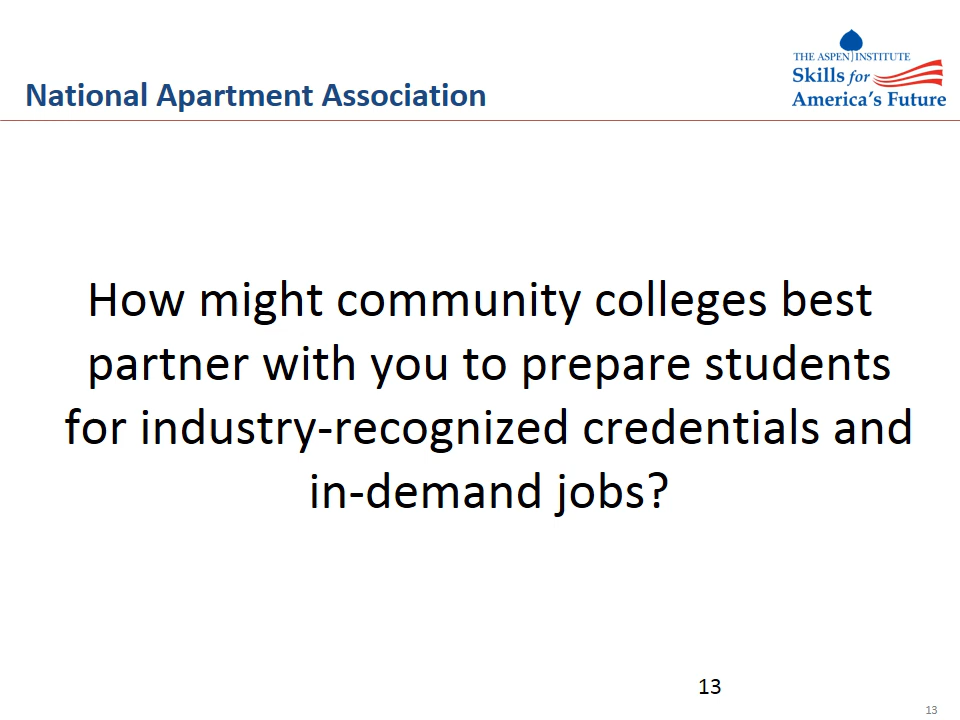 THE ASPEN INSTITUTE
Skills for
America's Future
National Apartment Association
How might community colleges best
partner with you to prepare students
for industry-recognized credentials and
in-demand jobs?
13
13